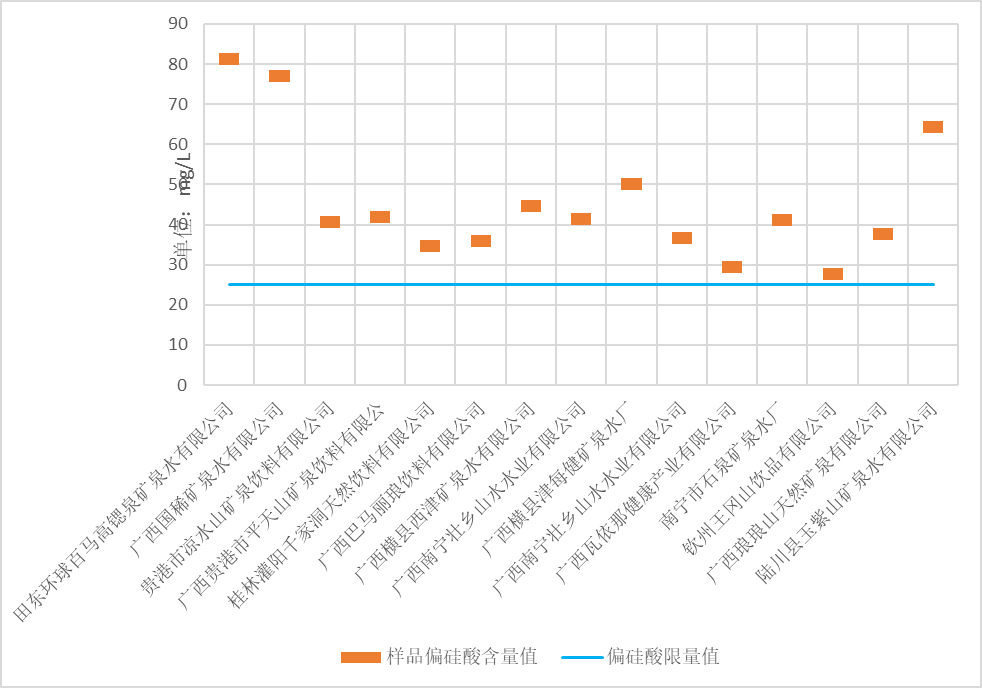 90
80
70
60
50
40
30
20
10
0
单位：mg/L
田东环球百马高锶泉矿泉水有限公司
广西国稀矿泉水有限公司
贵港市凉水山矿泉饮料有限公司
广西贵港市平天山矿泉饮料有限公
桂林灌阳千家洞天然饮料有限公司
广西巴马丽琅饮料有限公司
广西横县西津矿泉水有限公司
广西南宁壮乡山水水业有限公司
广西横县津每健矿泉水厂
广西南宁壮乡山水水业有限公司
广西瓦依那健康产业有限公司
南宁市石泉矿泉水厂
钦州王冈山饮品有限公司
广西琅琅山天然矿泉有限公司
陆川县玉紫山矿泉水有限公司
样品偏硅酸含量值
偏硅酸限量值